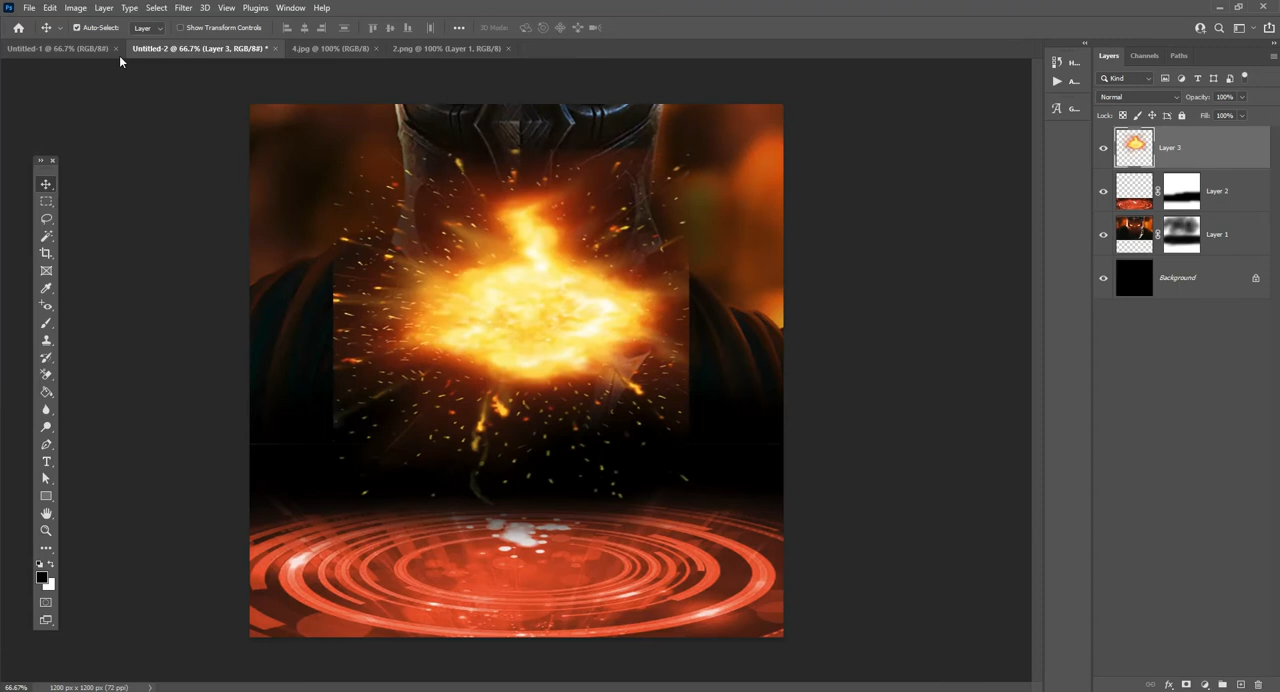 Ps File Edit Image Layer Type Select Filter 3D View Plugins Window Help
Auto-Select: Layer Show Transform Controls 3D Mode:
Untitled-1 @ 66.7% (RGB/8#) × Untitled-2 @ 66.7% (Layer 3, RGB/8#) * × 4.jpg @ 100% (RGB/8) × 2.png @ 100% (Layer 1, RGB/8) ×
H... Layers Channels Paths
Kind
A...
Normal Opacity: 100%
G... Lock: Fill: 100%
Layer 3
Layer 2
Layer 1
Background
66.67% 1200 px x 1200 px (72 ppi)